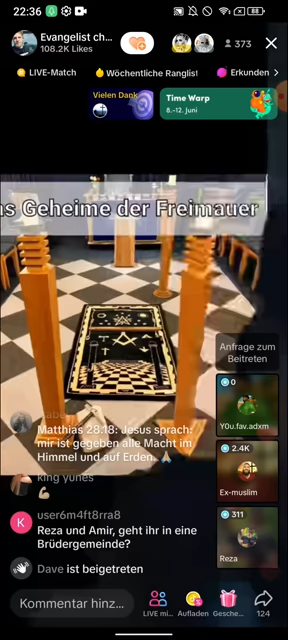 22:36
88
Evangelist ch...
108.2K Likes
373
LIVE-Match
Wöchentliche Ranglist
Erkunden
Vielen Dank
Time Warp
8.–12. Juni
as Geheime der Freimauer
Anfrage zum
Beitreten
0
Y0u.fav.adxm
Matthias 28.18: Jesus sprach:
mir ist gegeben alle Macht im
Himmel und auf Erden. 🙏
2.4K
Ex-muslim
king yunes
💪
K
user6m4ft8rra8
Reza und Amir, geht ihr in eine
Brüdergemeinde?
311
Reza
Dave ist beigetreten
Kommentar hinz...
LIVE mi...
Aufladen
Gesche...
124